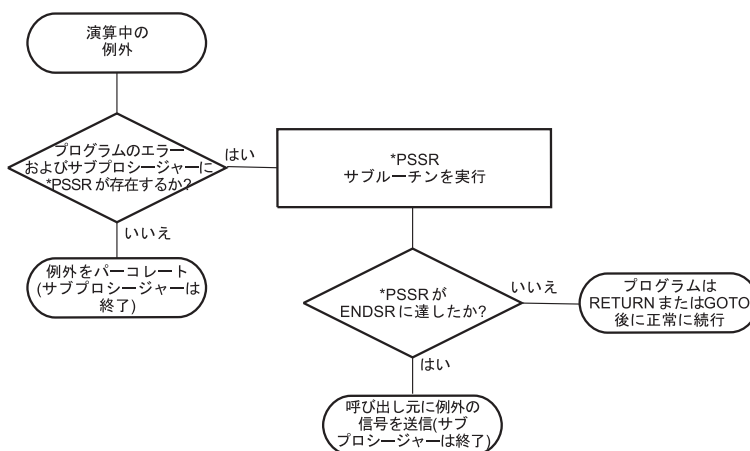 演算中の
例外
プログラムのエラー
およびサブプロシージャーに
*PSSR が存在するか?
はい
*PSSR
サブルーチンを実行
いいえ
例外をパーコレート
(サブプロシージャーは
終了)
*PSSR が
ENDSR に達したか?
いいえ
プログラムは
RETURN またはGOTO
後に正常に続行
はい
呼び出し元に例外の
信号を送信(サブ
プロシージャーは終了)